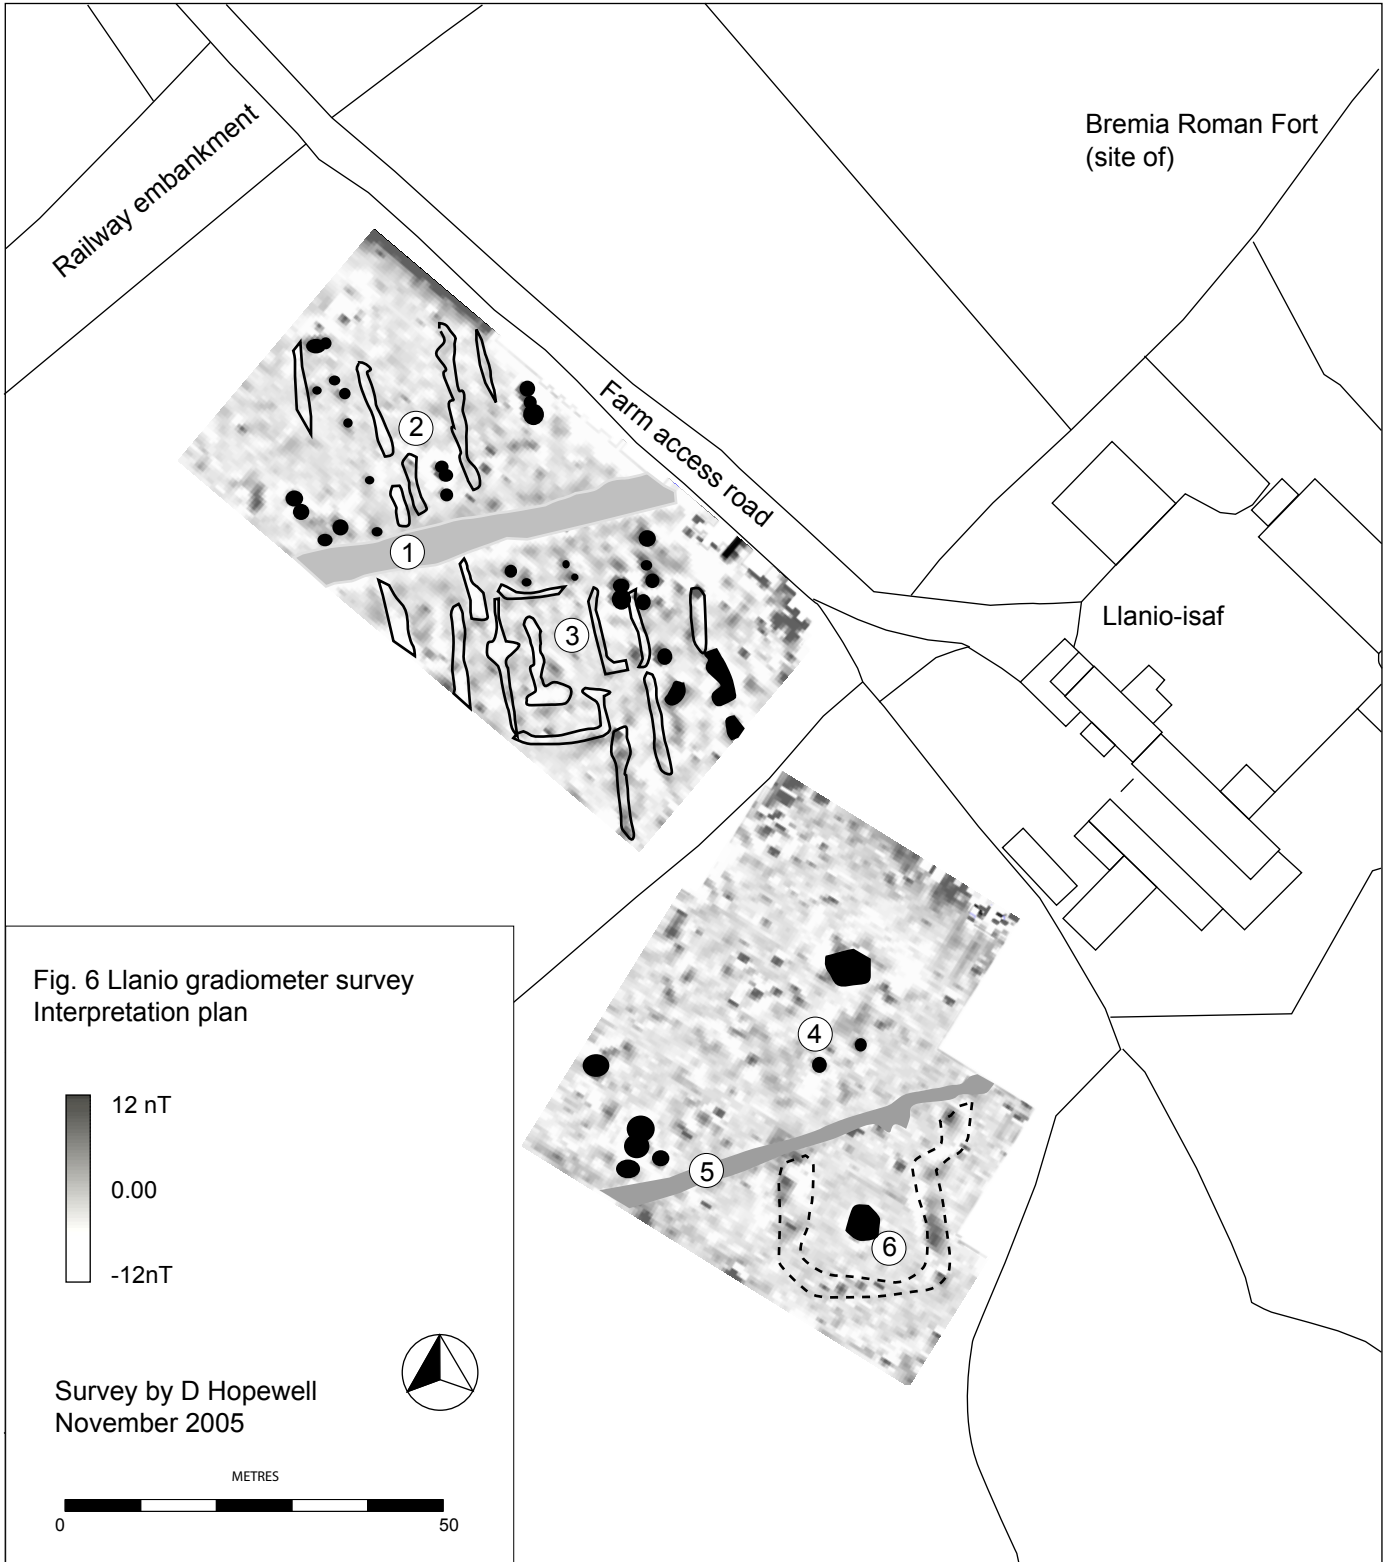 Bremia Roman Fort
(site of)
Railway embankment
Farm access road
2
1
3
Llanio-isaf
4
5
6
Fig. 6 Llanio gradiometer survey
Interpretation plan
12 nT
0.00
-12nT
Survey by D Hopewell
November 2005
METRES
0 50